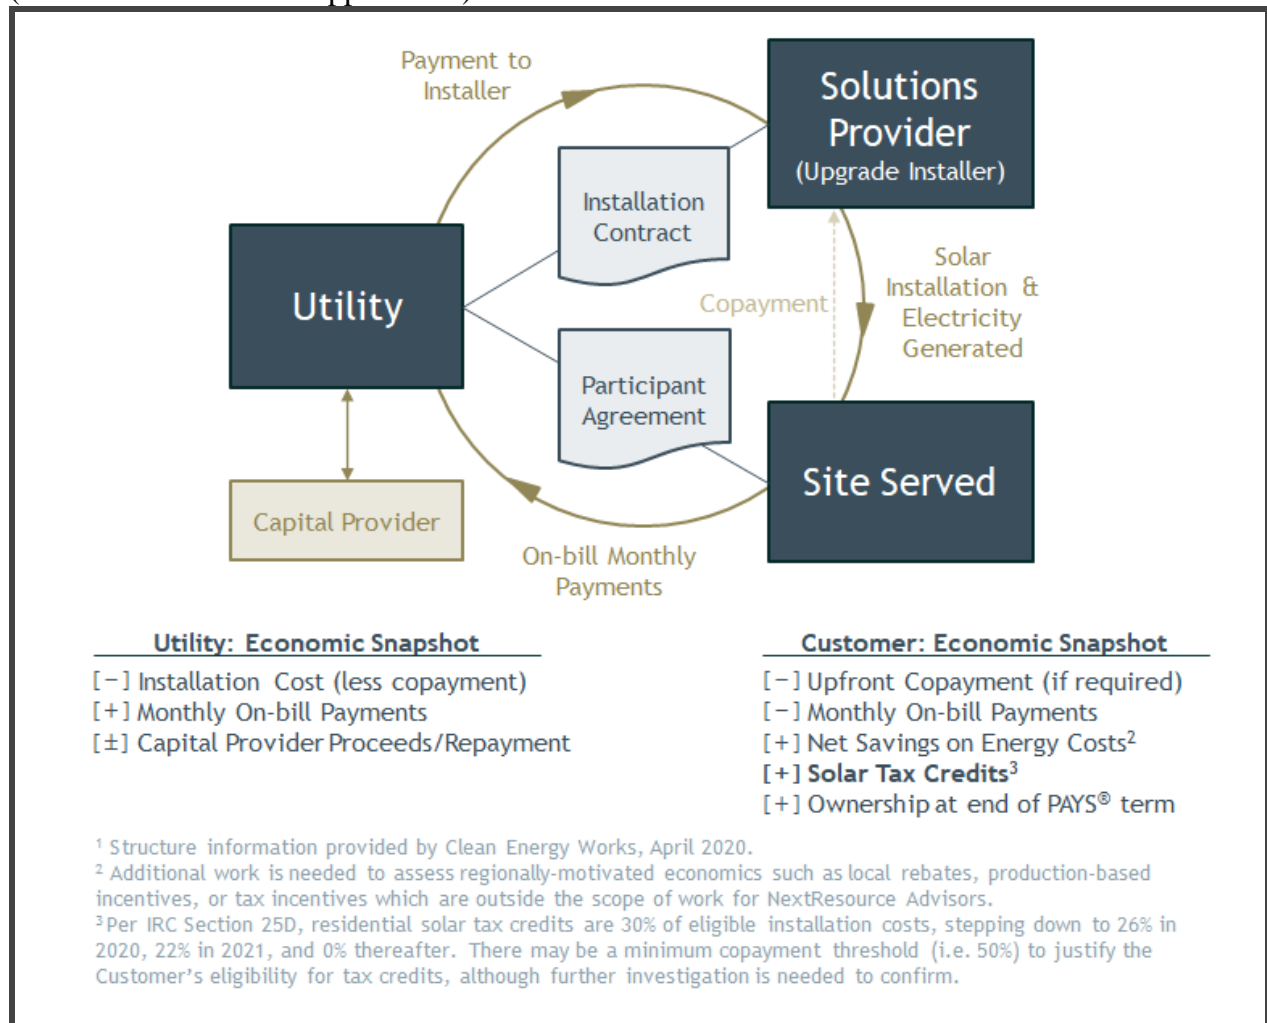 Payment to
Installer
Solutions
Provider
(Upgrade Installer)
Installation
Contract
Utility
Solar
Installation &
Electricity
Generated
Copayment
Participant
Agreement
Site Served
Capital Provider
On-bill Monthly
Payments
Utility: Economic Snapshot
[−] Installation Cost (less copayment)
[+] Monthly On-bill Payments
[±] Capital Provider Proceeds/Repayment
Customer: Economic Snapshot
[−] Upfront Copayment (if required)
[−] Monthly On-bill Payments
[+] Net Savings on Energy Costs²
[+] Solar Tax Credits³
[+] Ownership at end of PAYS® term
¹ Structure information provided by Clean Energy Works, April 2020.
² Additional work is needed to assess regionally-motivated economics such as local rebates, production-based
incentives, or tax incentives which are outside the scope of work for NextResource Advisors.
³ Per IRC Section 25D, residential solar tax credits are 30% of eligible installation costs, stepping down to 26% in
2020, 22% in 2021, and 0% thereafter. There may be a minimum copayment threshold (i.e. 50%) to justify the
Customer's eligibility for tax credits, although further investigation is needed to confirm.